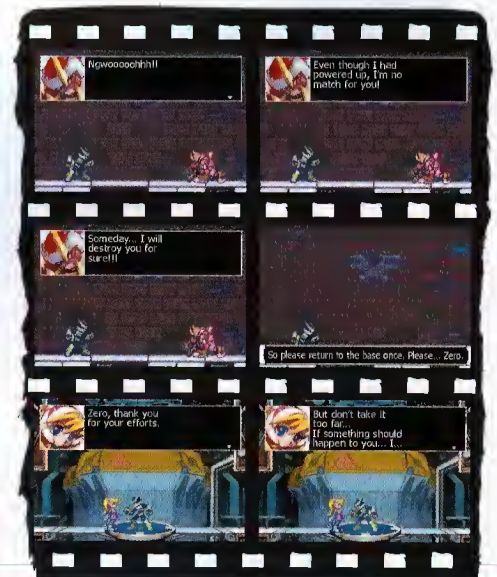 Ngwooooohhh!!
Even though I had
powered up, I'm no
match for you!
Someday... I will
destroy you for
sure!!!
So please return to the base once. Please... Zero.
Zero, thank you
for your efforts.
But don't take it
too far...
If something should
happen to you... I...